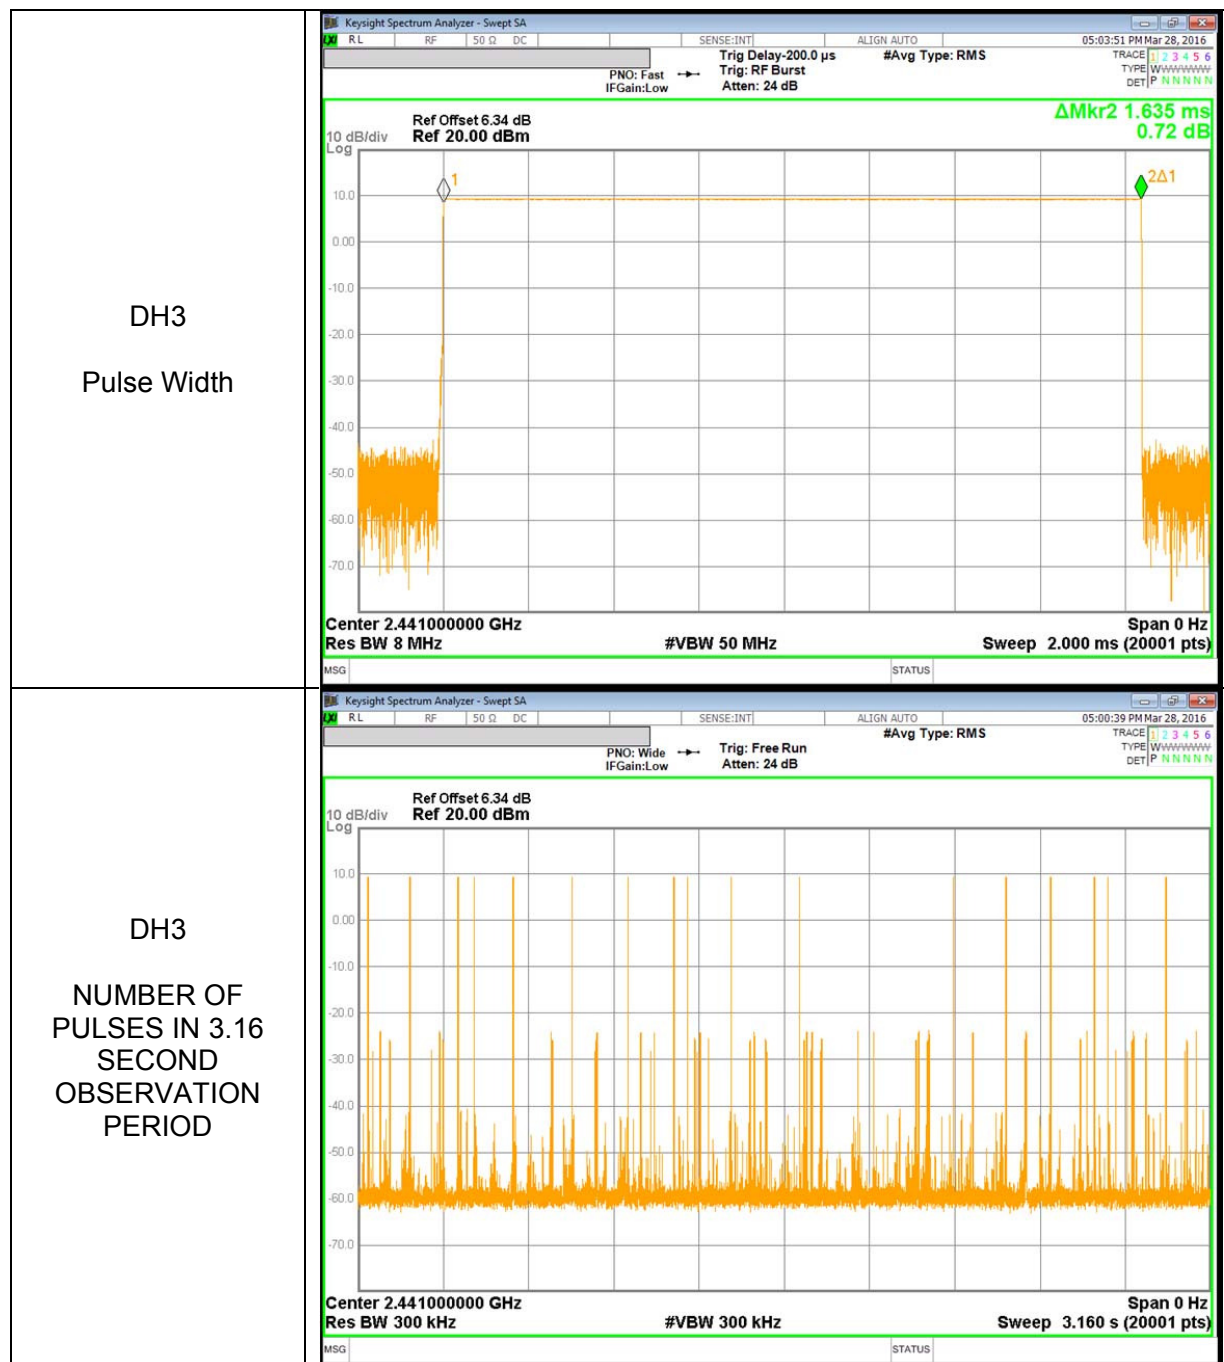 DH3
Pulse Width
Keysight Spectrum Analyzer - Swept SA
LXI RL RF 50 Ω DC SENSE:INT ALIGN AUTO 05:03:51 PM Mar 28, 2016
Trig Delay-200.0 µs #Avg Type: RMS TRACE 1 2 3 4 5 6
PNO: Fast Trig: RF Burst TYPE WWWWWWW
IFGain:Low Atten: 24 dB DET P N N N N N
ΔMkr2 1.635 ms
Ref Offset 6.34 dB 0.72 dB
10 dB/div Ref 20.00 dBm
Log
1 2Δ1
10.0
0.00
-10.0
-20.0
-30.0
-40.0
-50.0
-60.0
-70.0
Center 2.441000000 GHz Span 0 Hz
Res BW 8 MHz #VBW 50 MHz Sweep 2.000 ms (20001 pts)
MSG STATUS
DH3
NUMBER OF
PULSES IN 3.16
SECOND
OBSERVATION
PERIOD
Keysight Spectrum Analyzer - Swept SA
LXI RL RF 50 Ω DC SENSE:INT ALIGN AUTO 05:00:39 PM Mar 28, 2016
#Avg Type: RMS TRACE 1 2 3 4 5 6
PNO: Wide Trig: Free Run TYPE WWWWWWW
IFGain:Low Atten: 24 dB DET P N N N N N
Ref Offset 6.34 dB
10 dB/div Ref 20.00 dBm
Log
10.0
0.00
-10.0
-20.0
-30.0
-40.0
-50.0
-60.0
-70.0
Center 2.441000000 GHz Span 0 Hz
Res BW 300 kHz #VBW 300 kHz Sweep 3.160 s (20001 pts)
MSG STATUS